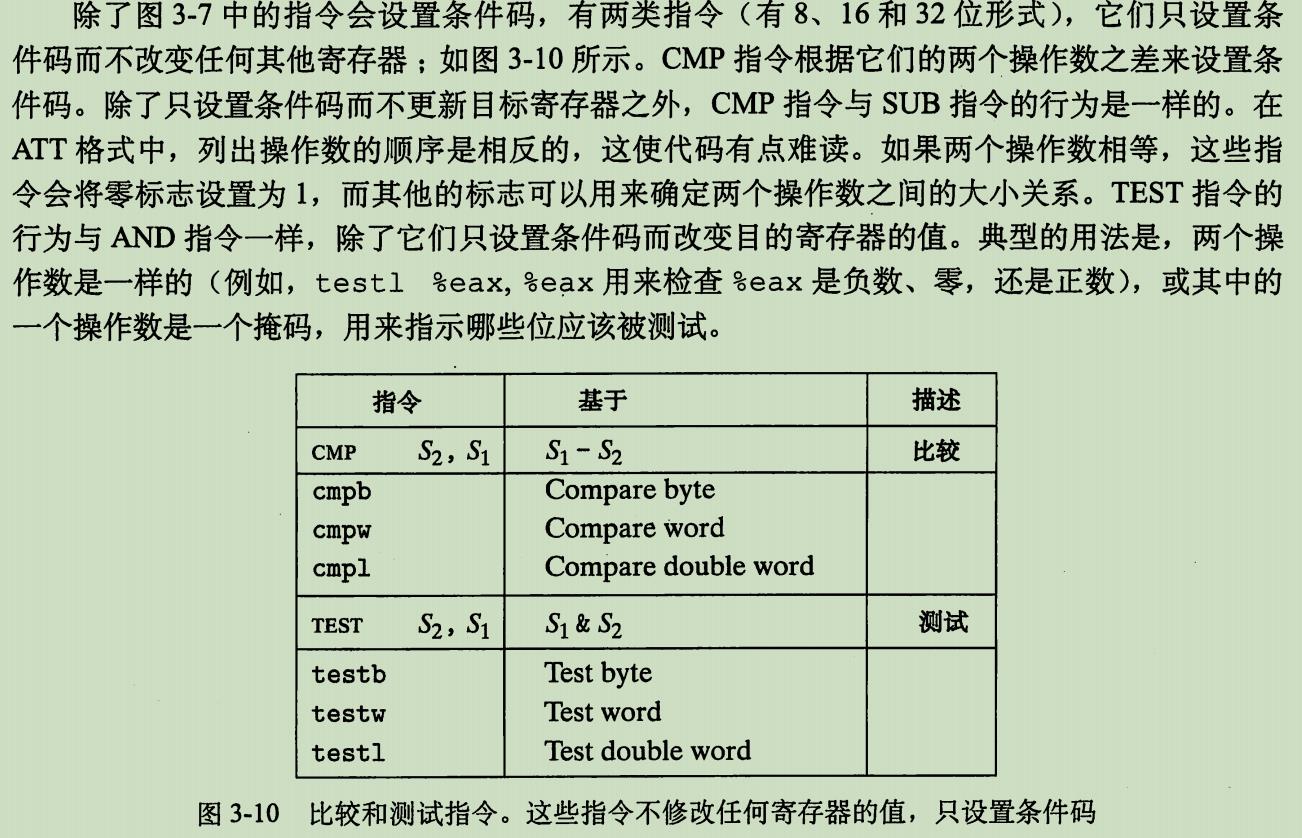 除了图 3-7 中的指令会设置条件码，有两类指令（有 8、16 和 32 位形式），它们只设置条
件码而不改变任何其他寄存器；如图 3-10 所示。CMP 指令根据它们的两个操作数之差来设置条
件码。除了只设置条件码而不更新目标寄存器之外，CMP 指令与 SUB 指令的行为是一样的。在
ATT 格式中，列出操作数的顺序是相反的，这使代码有点难读。如果两个操作数相等，这些指
令会将零标志设置为 1，而其他的标志可以用来确定两个操作数之间的大小关系。TEST 指令的
行为与 AND 指令一样，除了它们只设置条件码而改变目的寄存器的值。典型的用法是，两个操
作数是一样的（例如，testl %eax, %eax 用来检查 %eax 是负数、零，还是正数），或其中的
一个操作数是一个掩码，用来指示哪些位应该被测试。
指令 基于 描述
CMP S₂, S₁ S₁ - S₂ 比较
cmpb Compare byte
cmpw Compare word
cmpl Compare double word
TEST S₂, S₁ S₁ & S₂ 测试
testb Test byte
testw Test word
testl Test double word
图 3-10 比较和测试指令。这些指令不修改任何寄存器的值，只设置条件码